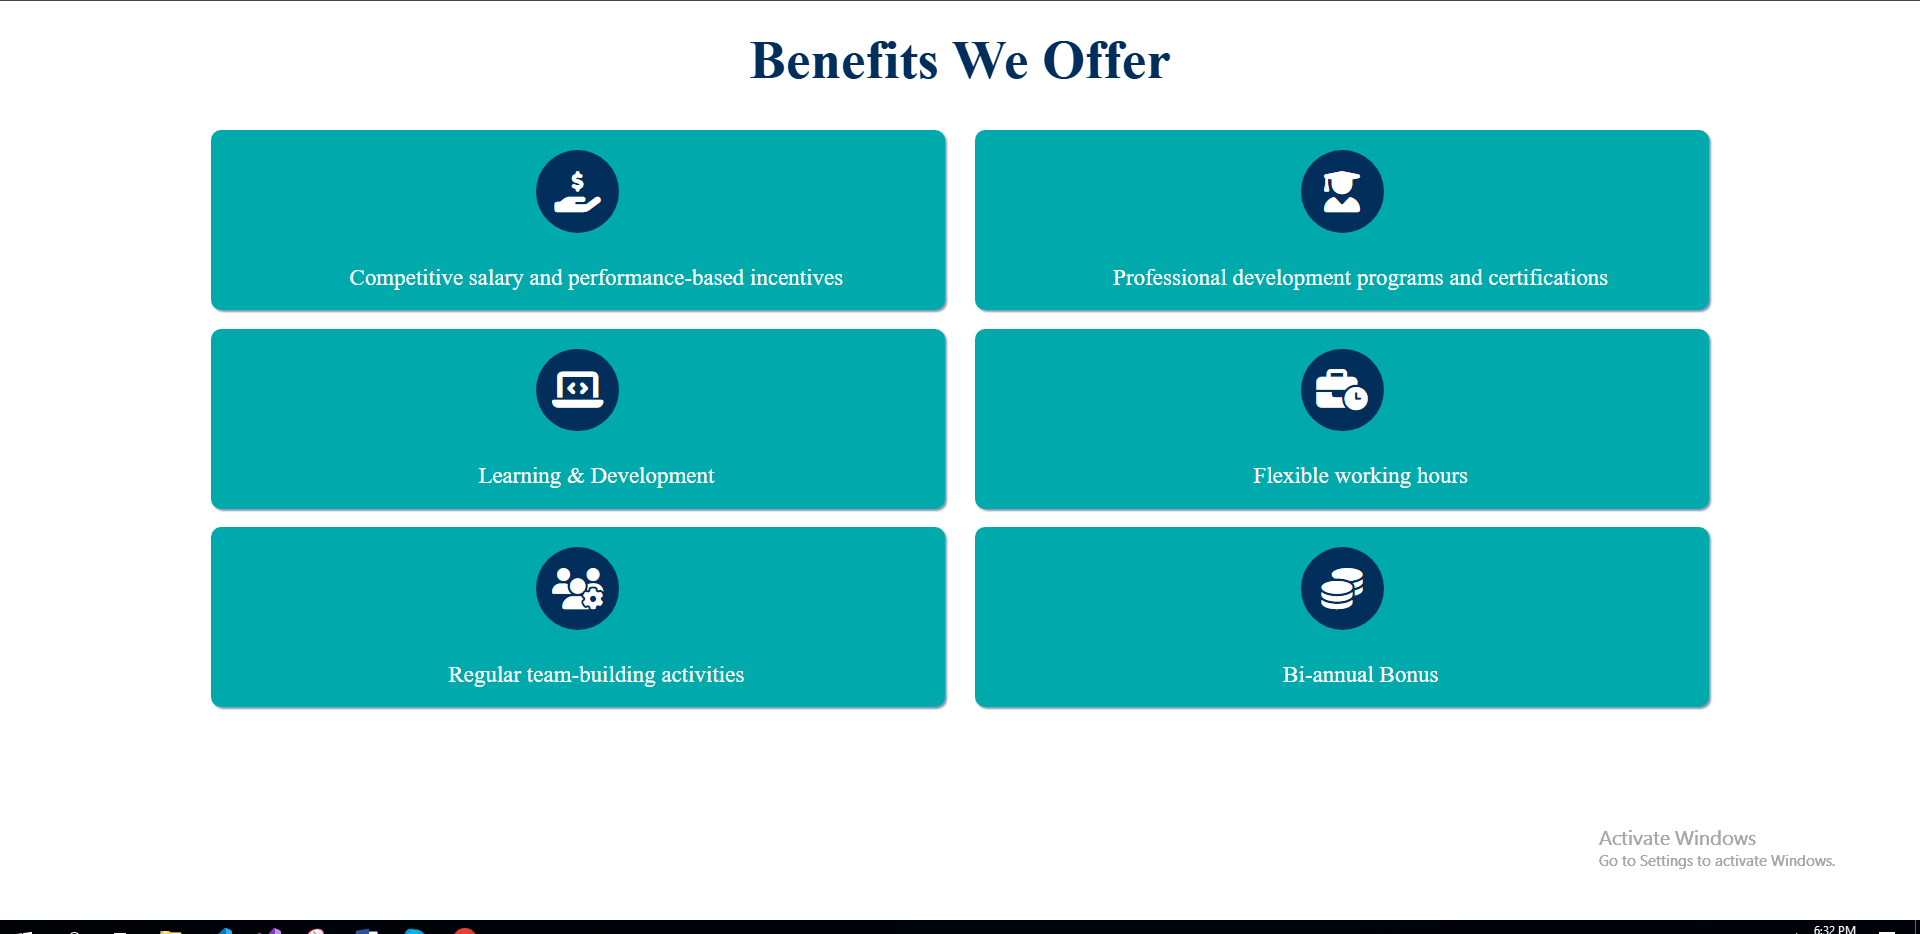 Benefits We Offer
Competitive salary and performance-based incentives
Professional development programs and certifications
Learning & Development
Flexible working hours
Regular team-building activities
Bi-annual Bonus
Activate Windows
Go to Settings to activate Windows.
6:32 PM